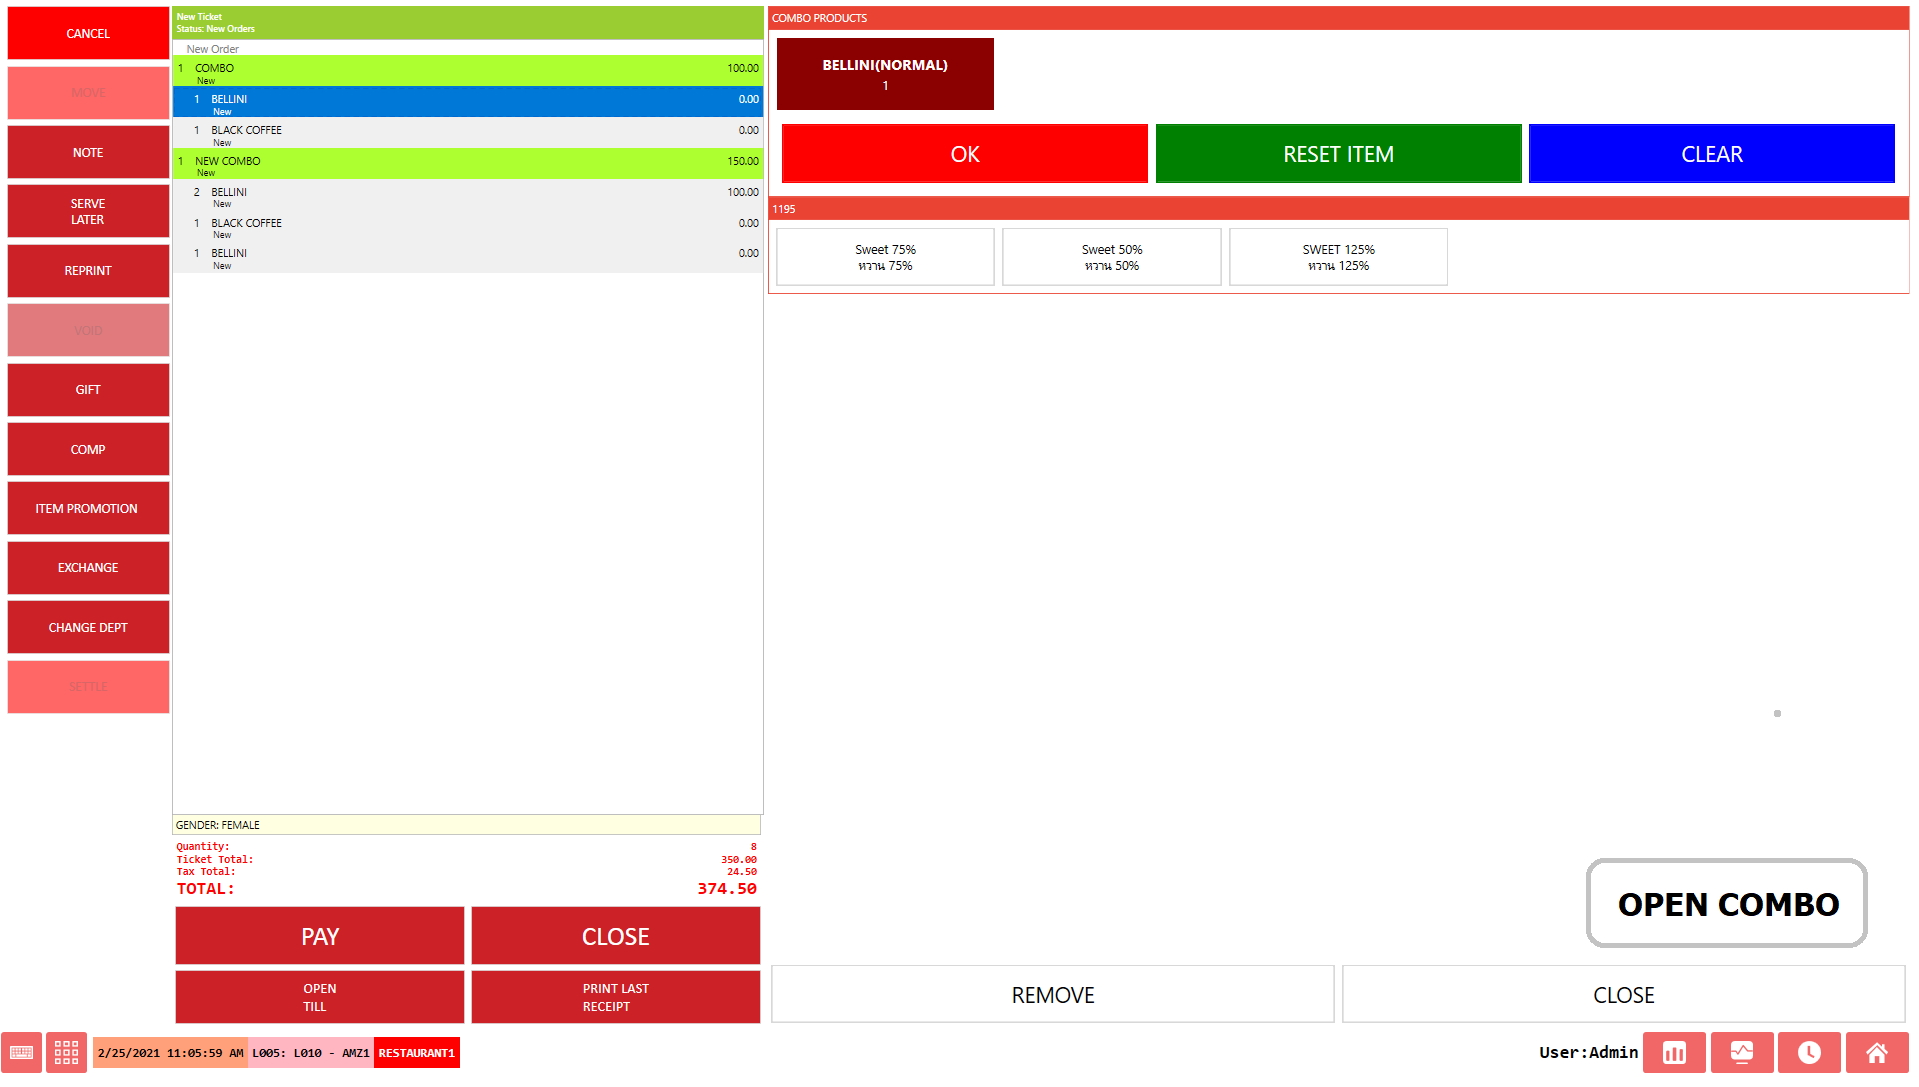 CANCEL
MOVE
NOTE
SERVE
LATER
REPRINT
VOID
GIFT
COMP
ITEM PROMOTION
EXCHANGE
CHANGE DEPT
SETTLE
New Ticket
Status: New Orders
New Order
1 COMBO 100.00
New
1 BELLINI 0.00
New
1 BLACK COFFEE 0.00
New
1 NEW COMBO 150.00
New
2 BELLINI 100.00
New
1 BLACK COFFEE 0.00
New
1 BELLINI 0.00
New
GENDER: FEMALE
Quantity: 8
Ticket Total: 350.00
Tax Total: 24.50
TOTAL: 374.50
PAY
CLOSE
OPEN
TILL
PRINT LAST
RECEIPT
COMBO PRODUCTS
BELLINI(NORMAL)
1
OK
RESET ITEM
CLEAR
1195
Sweet 75%
หวาน 75%
Sweet 50%
หวาน 50%
SWEET 125%
หวาน 125%
OPEN COMBO
REMOVE
CLOSE
2/25/2021 11:05:59 AM
L005: L010 - AMZ1
RESTAURANT1
User:Admin